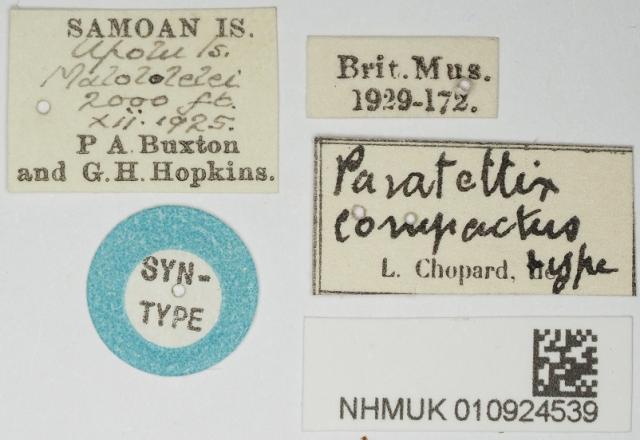 SAMOAN IS.
Upolu Is.
Malololelei
2000 ft.
xii.1925.
P A. Buxton
and G.H. Hopkins.
Brit. Mus.
1929-172.
Paratettix
compactus
L. Chopard, type
SYN-
TYPE
NHMUK 010924539